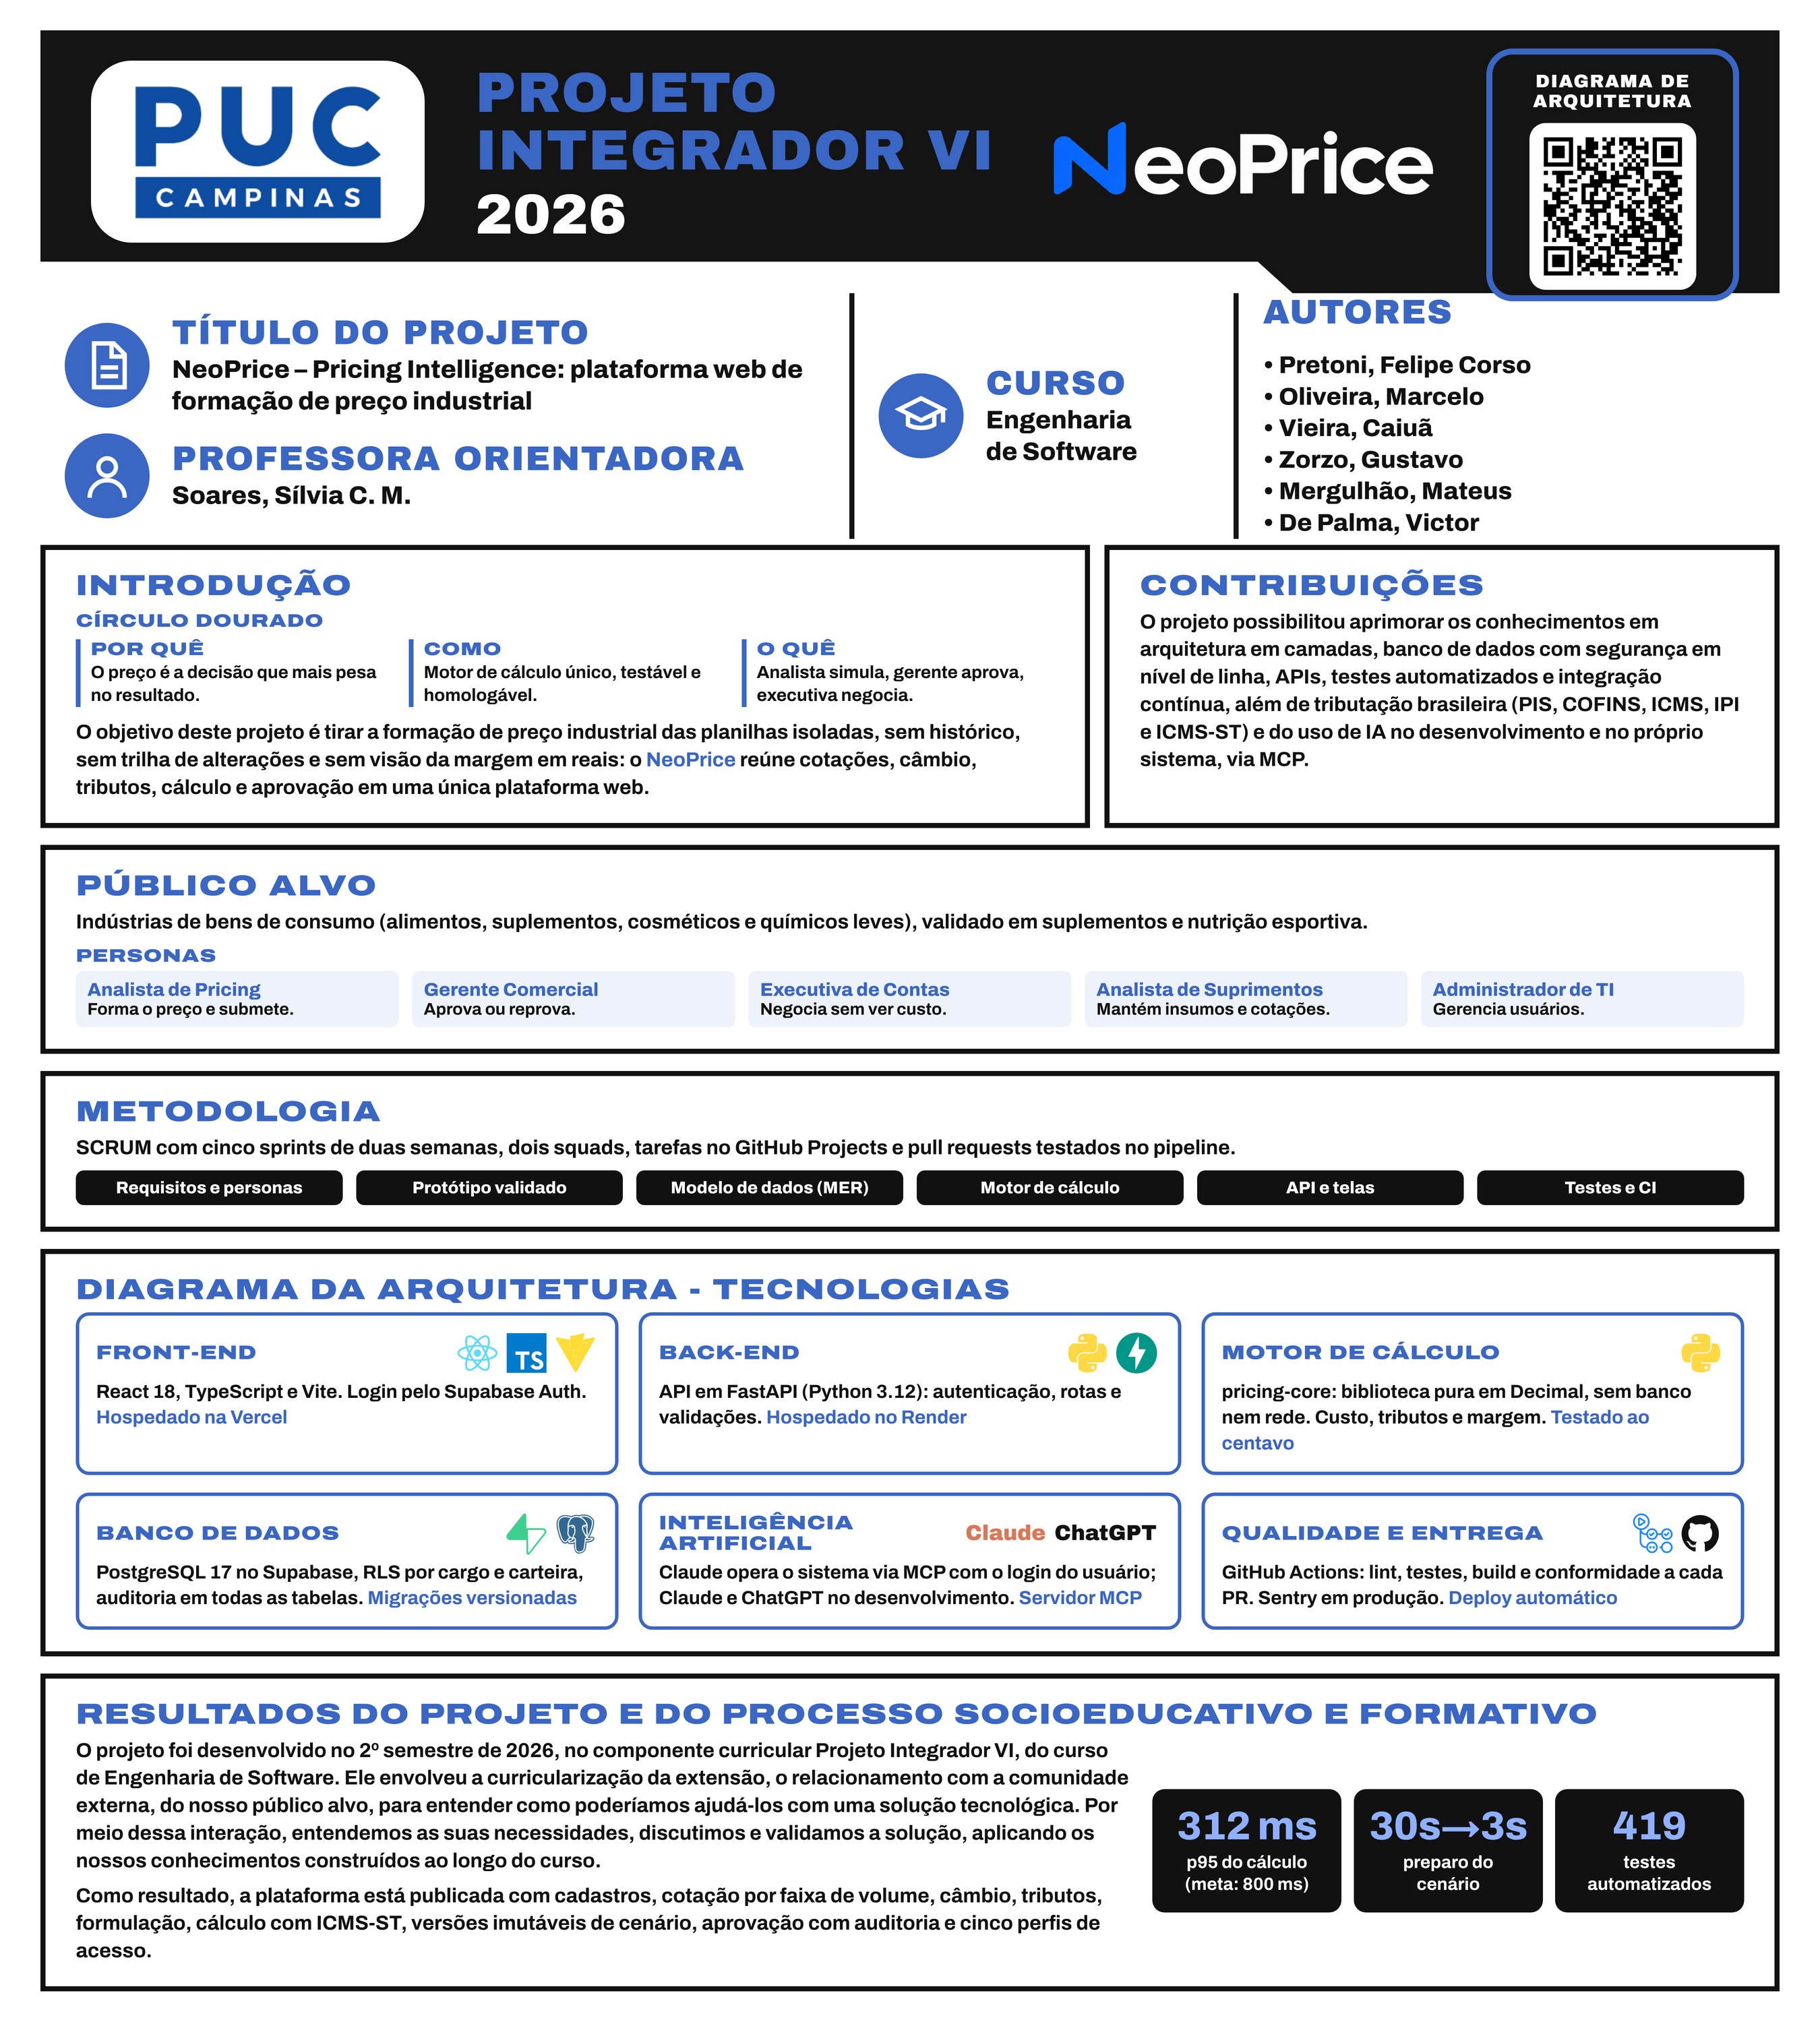 PUC
CAMPINAS
PROJETO
INTEGRADOR VI
2026
NeoPrice
DIAGRAMA DE
ARQUITETURA
TÍTULO DO PROJETO
NeoPrice – Pricing Intelligence: plataforma web de
formação de preço industrial
PROFESSORA ORIENTADORA
Soares, Sílvia C. M.
CURSO
Engenharia
de Software
AUTORES
• Pretoni, Felipe Corso
• Oliveira, Marcelo
• Vieira, Caiuã
• Zorzo, Gustavo
• Mergulhão, Mateus
• De Palma, Victor
INTRODUÇÃO
CÍRCULO DOURADO
POR QUÊ
O preço é a decisão que mais pesa
no resultado.
COMO
Motor de cálculo único, testável e
homologável.
O QUÊ
Analista simula, gerente aprova,
executiva negocia.
O objetivo deste projeto é tirar a formação de preço industrial das planilhas isoladas, sem histórico,
sem trilha de alterações e sem visão da margem em reais: o NeoPrice reúne cotações, câmbio,
tributos, cálculo e aprovação em uma única plataforma web.
CONTRIBUIÇÕES
O projeto possibilitou aprimorar os conhecimentos em
arquitetura em camadas, banco de dados com segurança em
nível de linha, APIs, testes automatizados e integração
contínua, além de tributação brasileira (PIS, COFINS, ICMS, IPI
e ICMS-ST) e do uso de IA no desenvolvimento e no próprio
sistema, via MCP.
PÚBLICO ALVO
Indústrias de bens de consumo (alimentos, suplementos, cosméticos e químicos leves), validado em suplementos e nutrição esportiva.
PERSONAS
Analista de Pricing
Forma o preço e submete.
Gerente Comercial
Aprova ou reprova.
Executiva de Contas
Negocia sem ver custo.
Analista de Suprimentos
Mantém insumos e cotações.
Administrador de TI
Gerencia usuários.
METODOLOGIA
SCRUM com cinco sprints de duas semanas, dois squads, tarefas no GitHub Projects e pull requests testados no pipeline.
Requisitos e personas
Protótipo validado
Modelo de dados (MER)
Motor de cálculo
API e telas
Testes e CI
DIAGRAMA DA ARQUITETURA - TECNOLOGIAS
FRONT-END
TS
React 18, TypeScript e Vite. Login pelo Supabase Auth.
Hospedado na Vercel
BACK-END
API em FastAPI (Python 3.12): autenticação, rotas e
validações. Hospedado no Render
MOTOR DE CÁLCULO
pricing-core: biblioteca pura em Decimal, sem banco
nem rede. Custo, tributos e margem. Testado ao
centavo
BANCO DE DADOS
PostgreSQL 17 no Supabase, RLS por cargo e carteira,
auditoria em todas as tabelas. Migrações versionadas
INTELIGÊNCIA
ARTIFICIAL
Claude ChatGPT
Claude opera o sistema via MCP com o login do usuário;
Claude e ChatGPT no desenvolvimento. Servidor MCP
QUALIDADE E ENTREGA
GitHub Actions: lint, testes, build e conformidade a cada
PR. Sentry em produção. Deploy automático
RESULTADOS DO PROJETO E DO PROCESSO SOCIOEDUCATIVO E FORMATIVO
O projeto foi desenvolvido no 2º semestre de 2026, no componente curricular Projeto Integrador VI, do curso
de Engenharia de Software. Ele envolveu a curricularização da extensão, o relacionamento com a comunidade
externa, do nosso público alvo, para entender como poderíamos ajudá-los com uma solução tecnológica. Por
meio dessa interação, entendemos as suas necessidades, discutimos e validamos a solução, aplicando os
nossos conhecimentos construídos ao longo do curso.
Como resultado, a plataforma está publicada com cadastros, cotação por faixa de volume, câmbio, tributos,
formulação, cálculo com ICMS-ST, versões imutáveis de cenário, aprovação com auditoria e cinco perfis de
acesso.
312 ms
p95 do cálculo
(meta: 800 ms)
30s→3s
preparo do
cenário
419
testes
automatizados